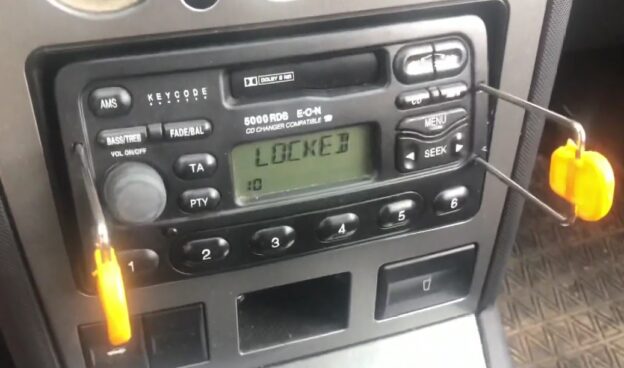 DOLBY B NR
AMS
KEYCODE
5000 RDS E-O-N
CD CHANGER COMPATIBLE
BASS/TREB
FADE/BAL
VOL ON/OFF
LOCKED
10
CD
MENU
SEEK
TA
PTY
1
2
3
4
5
6